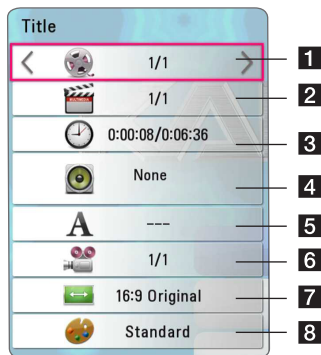 Title
1/1 1
1/1 2
0:00:08/0:06:36 3
None 4
A --- 5
1/1 6
16:9 Original 7
Standard 8